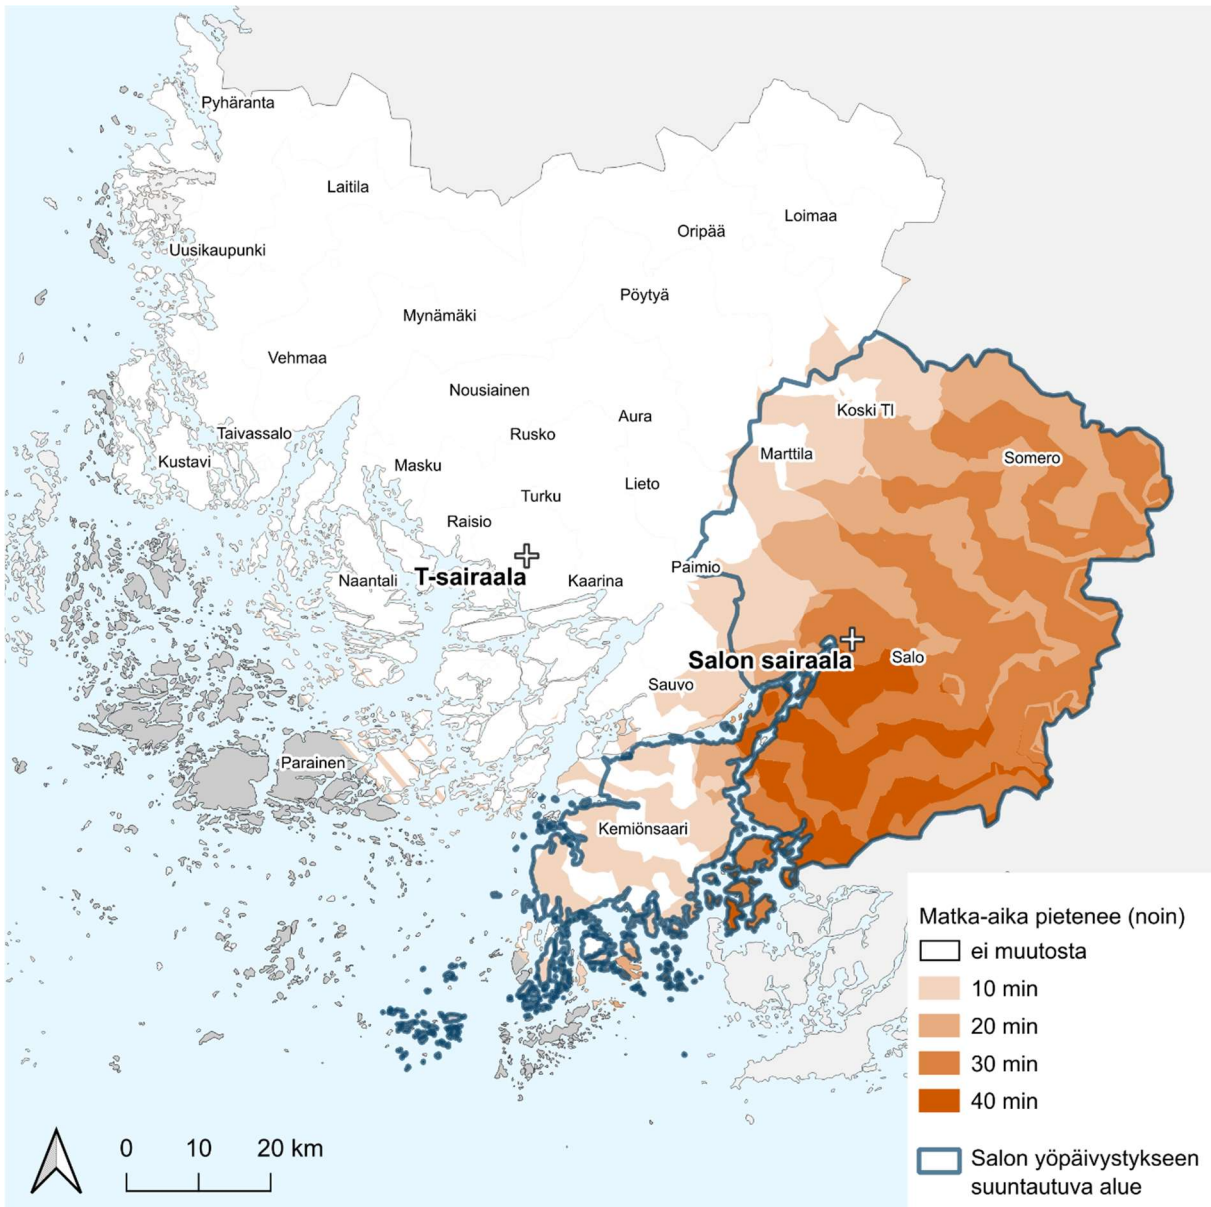 Pyhäranta
Laitila
Loimaa
Oripää
Uusikaupunki
Pöytyä
Mynämäki
Vehmaa
Nousiainen
Koski Tl
Aura
Taivassalo
Rusko
Marttila
Somero
Kustavi
Masku
Lieto
Turku
Raisio
Paimio
T-sairaala
Naantali
Kaarina
Salon sairaala
Salo
Sauvo
Parainen
Kemiönsaari
Matka-aika pietenee (noin)
ei muutosta
10 min
20 min
30 min
40 min
Salon yöpäivystykseen
suuntautuva alue
0 10 20 km